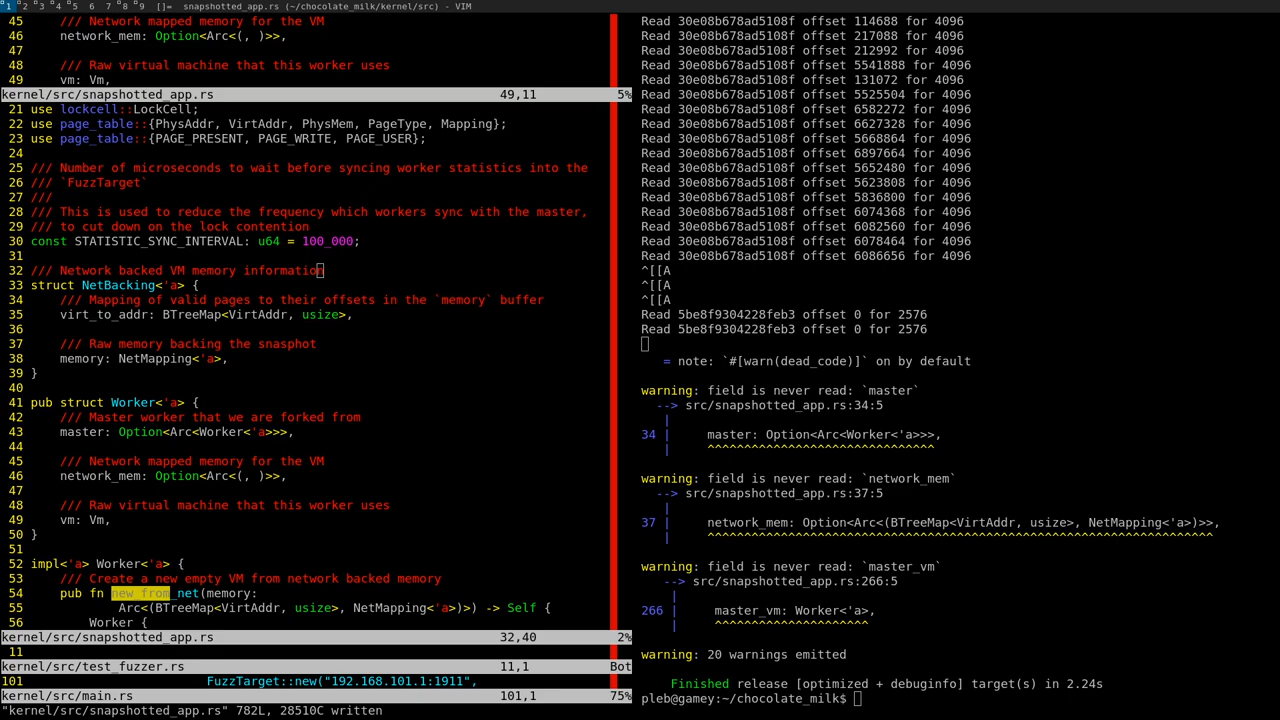 1 2 3 4 5 6 7 8 9 []= snapshotted_app.rs (~/chocolate_milk/kernel/src) - VIM
45     /// Network mapped memory for the VM
46     network_mem: Option<Arc<(, )>>,
47
48     /// Raw virtual machine that this worker uses
49     vm: Vm,
kernel/src/snapshotted_app.rs 49,11 5%
21 use lockcell::LockCell;
22 use page_table::{PhysAddr, VirtAddr, PhysMem, PageType, Mapping};
23 use page_table::{PAGE_PRESENT, PAGE_WRITE, PAGE_USER};
24
25 /// Number of microseconds to wait before syncing worker statistics into the
26 /// `FuzzTarget`
27 ///
28 /// This is used to reduce the frequency which workers sync with the master,
29 /// to cut down on the lock contention
30 const STATISTIC_SYNC_INTERVAL: u64 = 100_000;
31
32 /// Network backed VM memory information
33 struct NetBacking<'a> {
34     /// Mapping of valid pages to their offsets in the `memory` buffer
35     virt_to_addr: BTreeMap<VirtAddr, usize>,
36
37     /// Raw memory backing the snasphot
38     memory: NetMapping<'a>,
39 }
40
41 pub struct Worker<'a> {
42     /// Master worker that we are forked from
43     master: Option<Arc<Worker<'a>>>,
44
45     /// Network mapped memory for the VM
46     network_mem: Option<Arc<(, )>>,
47
48     /// Raw virtual machine that this worker uses
49     vm: Vm,
50 }
51
52 impl<'a> Worker<'a> {
53     /// Create a new empty VM from network backed memory
54     pub fn new_from_net(memory:
55             Arc<(BTreeMap<VirtAddr, usize>, NetMapping<'a>)>) -> Self {
56         Worker {
kernel/src/snapshotted_app.rs 32,40 2%
11
kernel/src/test_fuzzer.rs 11,1 Bot
101                         FuzzTarget::new("192.168.101.1:1911",
kernel/src/main.rs 101,1 75%
"kernel/src/snapshotted_app.rs" 782L, 28510C written
Read 30e08b678ad5108f offset 114688 for 4096
Read 30e08b678ad5108f offset 217088 for 4096
Read 30e08b678ad5108f offset 212992 for 4096
Read 30e08b678ad5108f offset 5541888 for 4096
Read 30e08b678ad5108f offset 131072 for 4096
Read 30e08b678ad5108f offset 5525504 for 4096
Read 30e08b678ad5108f offset 6582272 for 4096
Read 30e08b678ad5108f offset 6627328 for 4096
Read 30e08b678ad5108f offset 5668864 for 4096
Read 30e08b678ad5108f offset 6897664 for 4096
Read 30e08b678ad5108f offset 5652480 for 4096
Read 30e08b678ad5108f offset 5623808 for 4096
Read 30e08b678ad5108f offset 5836800 for 4096
Read 30e08b678ad5108f offset 6074368 for 4096
Read 30e08b678ad5108f offset 6082560 for 4096
Read 30e08b678ad5108f offset 6078464 for 4096
Read 30e08b678ad5108f offset 6086656 for 4096
^[[A
^[[A
^[[A
Read 5be8f9304228feb3 offset 0 for 2576
Read 5be8f9304228feb3 offset 0 for 2576
   = note: `#[warn(dead_code)]` on by default
warning: field is never read: `master`
  --> src/snapshotted_app.rs:34:5
   |
34 |     master: Option<Arc<Worker<'a>>>,
   |     ^^^^^^^^^^^^^^^^^^^^^^^^^^^^^^^
warning: field is never read: `network_mem`
  --> src/snapshotted_app.rs:37:5
   |
37 |     network_mem: Option<Arc<(BTreeMap<VirtAddr, usize>, NetMapping<'a>)>>,
   |     ^^^^^^^^^^^^^^^^^^^^^^^^^^^^^^^^^^^^^^^^^^^^^^^^^^^^^^^^^^^^^^^^^^^^^
warning: field is never read: `master_vm`
   --> src/snapshotted_app.rs:266:5
    |
266 |     master_vm: Worker<'a>,
    |     ^^^^^^^^^^^^^^^^^^^^^
warning: 20 warnings emitted
    Finished release [optimized + debuginfo] target(s) in 2.24s
pleb@gamey:~/chocolate_milk$